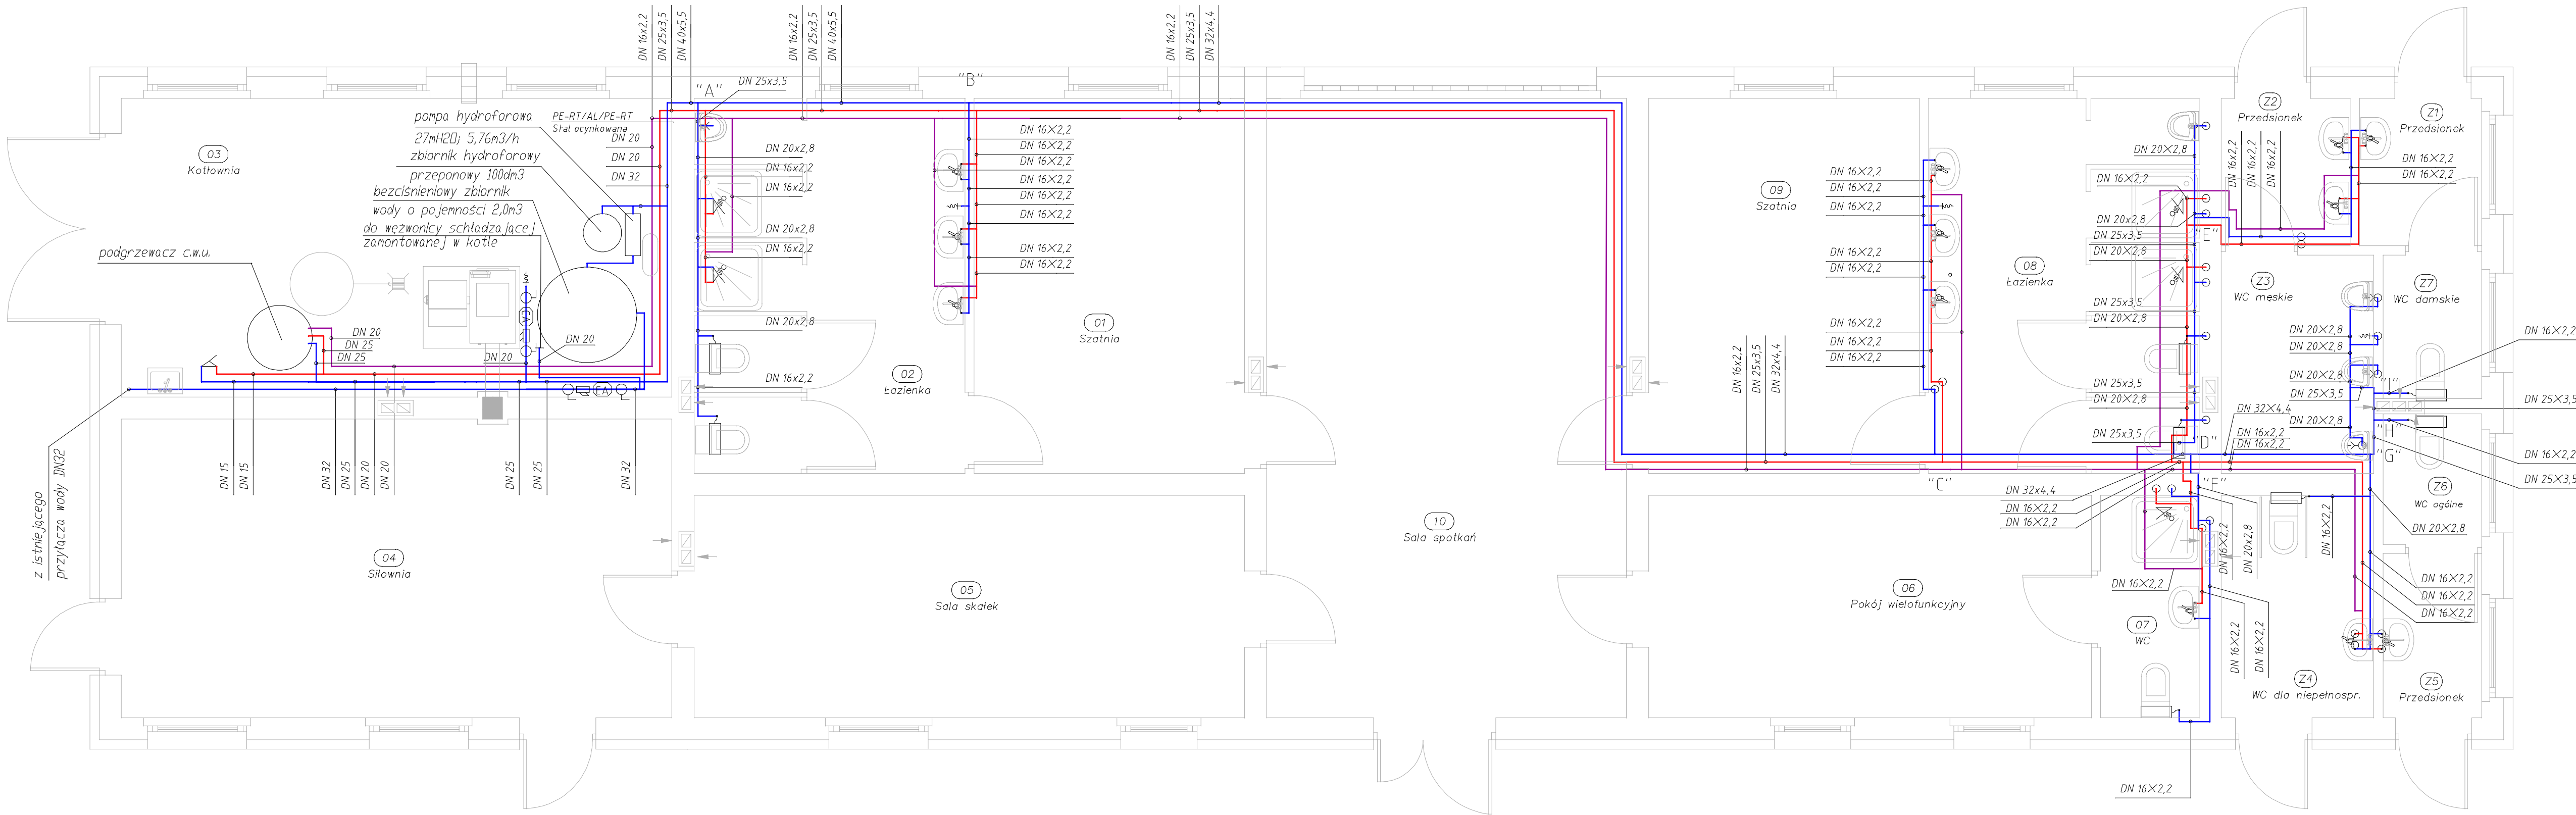 DN 16x2,2
DN 25x3,5
DN 40x5,5
DN 16x2,2
DN 25x3,5
DN 40x5,5
DN 16x2,2
DN 25x3,5
DN 32x4,4
"A"
DN 25x3,5
"B"
pompa hydroforowa
27mH2; 5,76m3/h
zbiornik hydroforowy
przeponowy 100dm3
bezciśnieniowy zbiornik
wody o pojemności 2,0m3
do wężwonicy schładzającej
zamontowanej w kotle
podgrzewacz c.w.u.
PE-RT/AL/PE-RT
Stal ocynkowana
DN 20
DN 20
DN 32
03
Kotłownia
DN 20
DN 25
DN 25
DN 20
DN 20
EA
EA
DN 15
DN 15
DN 32
DN 25
DN 20
DN 20
DN 25
DN 25
DN 32
z istniejącego
przyłącza wody DN32
04
Siłownia
DN 20x2,8
DN 16x2,2
DN 16x2,2
DN 20x2,8
DN 16x2,2
DN 20x2,8
DN 16x2,2
02
Łazienka
DN 16X2,2
DN 16X2,2
DN 16X2,2
DN 16X2,2
DN 16X2,2
DN 16X2,2
DN 16X2,2
DN 16X2,2
01
Szatnia
05
Sala skałek
10
Sala spotkań
09
Szatnia
DN 16X2,2
DN 16X2,2
DN 16X2,2
DN 16X2,2
DN 16X2,2
DN 16X2,2
DN 16X2,2
DN 16X2,2
DN 16x2,2
DN 25x3,5
DN 32x4,4
"C"
08
Łazienka
DN 20X2,8
DN 16X2,2
DN 20x2,8
DN 25x3,5
DN 20x2,8
DN 25x3,5
DN 20X2,8
DN 25x3,5
DN 20X2,8
DN 25x3,5
"E"
"D"
DN 32x4,4
DN 16X2,2
DN 16X2,2
06
Pokój wielofunkcyjny
07
WC
DN 16X2,2
"F"
DN 16X2,2
DN 20x2,8
DN 16X2,2
DN 16X2,2
DN 16X2,2
DN 16X2,2
Z2
Przedsionek
DN 16x2,2
DN 16x2,2
DN 16x2,2
Z1
Przedsionek
DN 16X2,2
DN 16X2,2
Z3
WC męskie
Z7
WC damskie
DN 20X2,8
DN 20X2,8
DN 20X2,8
DN 25X3,5
DN 20X2,8
DN 32X4,4
DN 16x2,2
DN 16x2,2
"I"
"H"
"G"
DN 16X2,2
DN 25X3,5
DN 16X2,2
DN 25X3,5
Z6
WC ogólne
DN 20X2,8
DN 16X2,2
DN 16X2,2
DN 16X2,2
Z4
WC dla niepełnospr.
Z5
Przedsionek